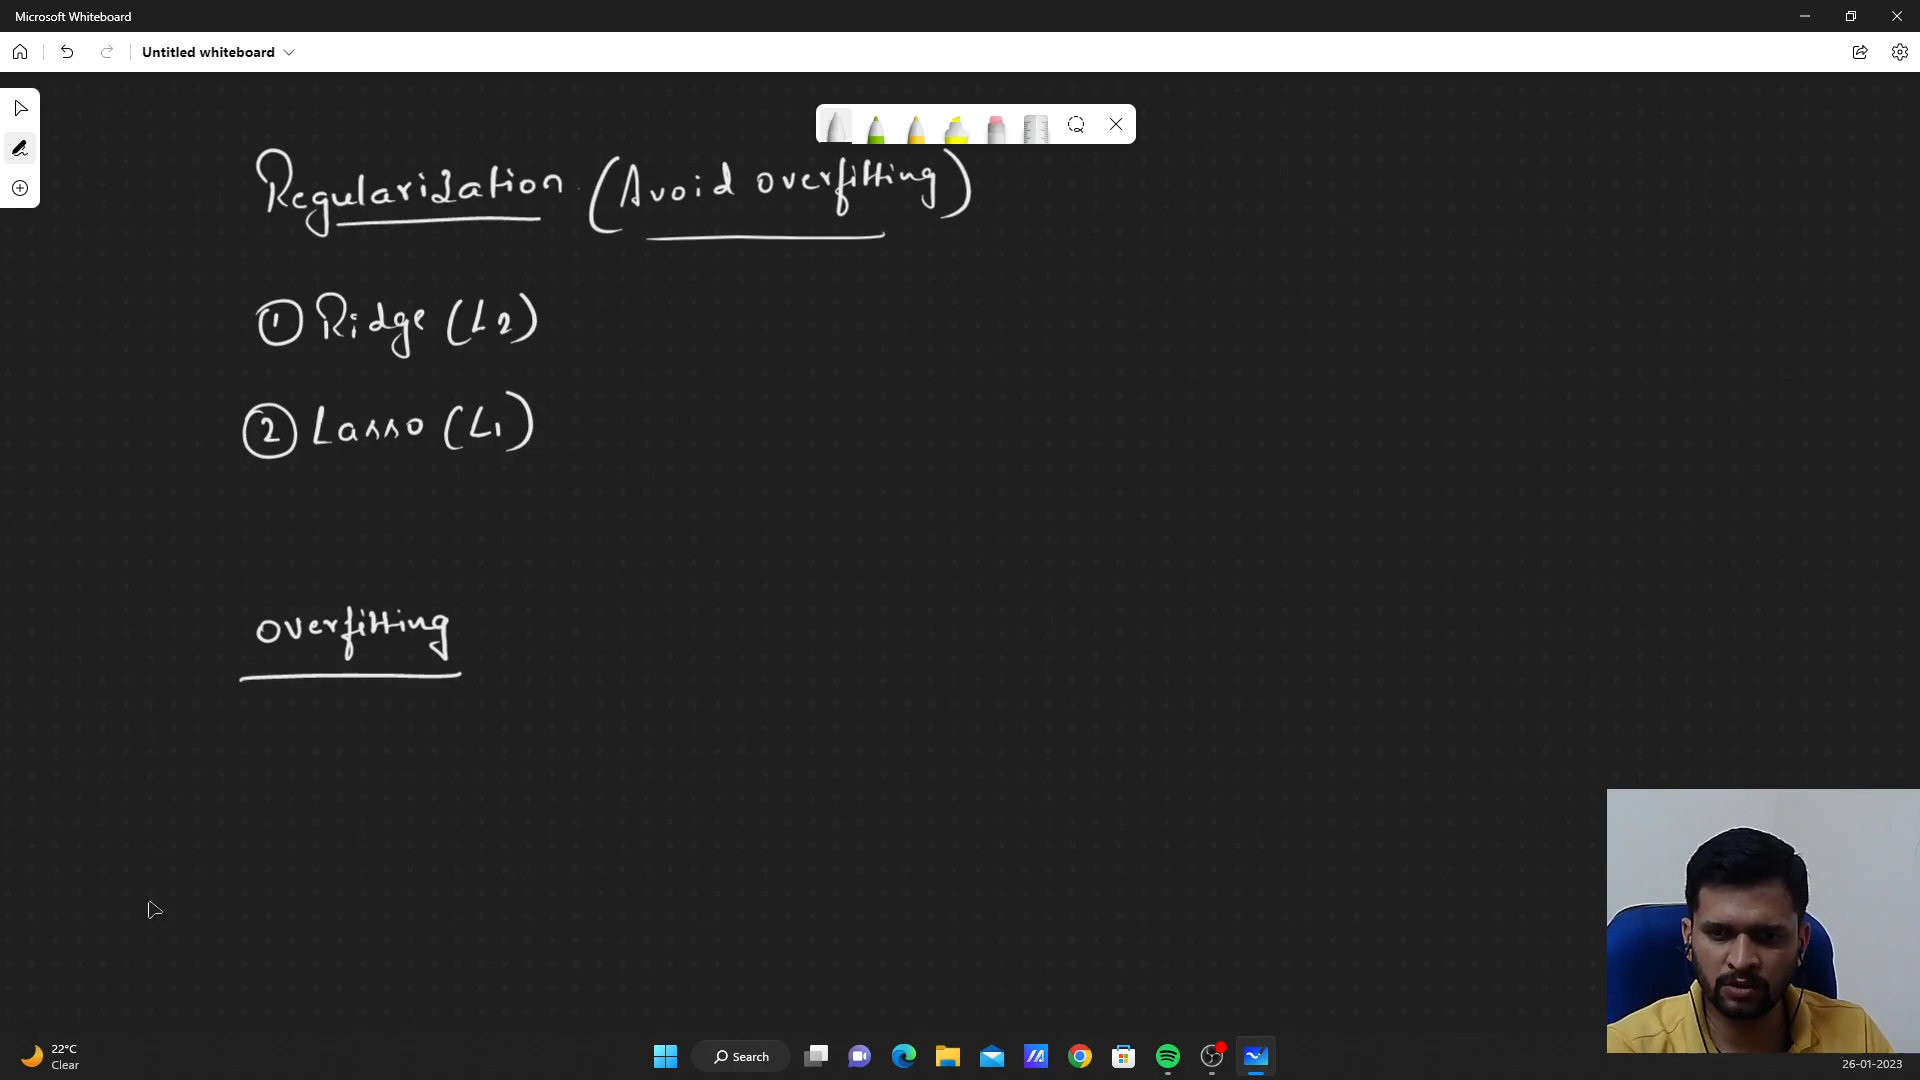 Microsoft Whiteboard
Untitled whiteboard
Regularization (Avoid overfitting)
① Ridge (L2)
② Lasso (L1)
overfitting
22°C
Clear
Search
26-01-2023